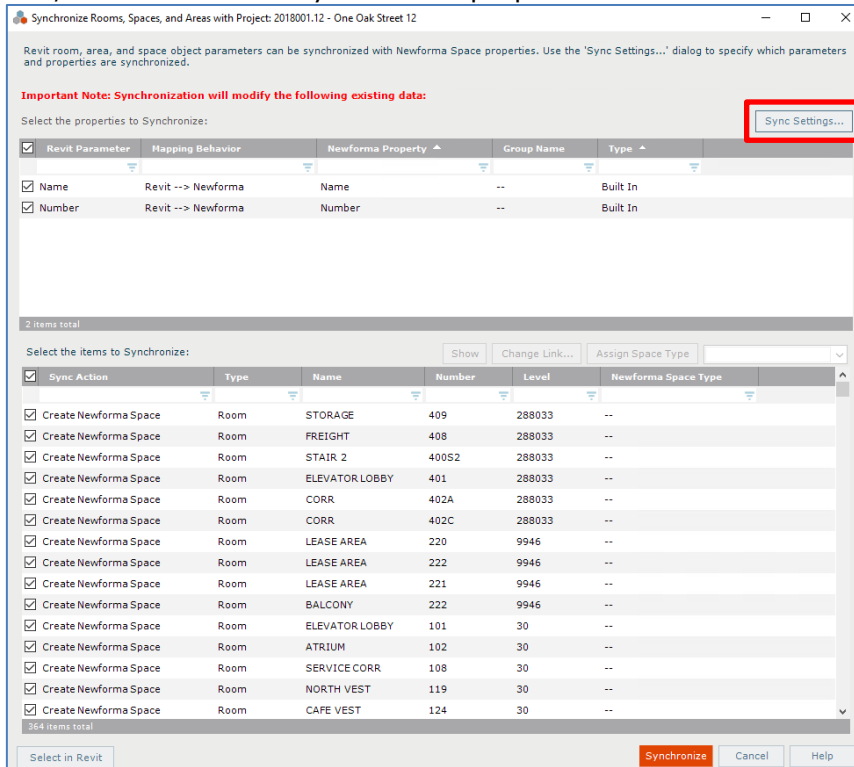 Synchronize Rooms, Spaces, and Areas with Project: 2018001.12 - One Oak Street 12
Revit room, area, and space object parameters can be synchronized with Newforma Space properties. Use the 'Sync Settings...' dialog to specify which parameters
and properties are synchronized.
Important Note: Synchronization will modify the following existing data:
Select the properties to Synchronize:
Sync Settings...
Revit Parameter Mapping Behavior Newforma Property Group Name Type
Name Revit --> Newforma Name -- Built In
Number Revit --> Newforma Number -- Built In
2 items total
Select the items to Synchronize:
Show Change Link... Assign Space Type
Sync Action Type Name Number Level Newforma Space Type
Create Newforma Space Room STORAGE 409 288033 --
Create Newforma Space Room FREIGHT 408 288033 --
Create Newforma Space Room STAIR 2 400S2 288033 --
Create Newforma Space Room ELEVATOR LOBBY 401 288033 --
Create Newforma Space Room CORR 402A 288033 --
Create Newforma Space Room CORR 402C 288033 --
Create Newforma Space Room LEASE AREA 220 9946 --
Create Newforma Space Room LEASE AREA 222 9946 --
Create Newforma Space Room LEASE AREA 221 9946 --
Create Newforma Space Room BALCONY 222 9946 --
Create Newforma Space Room ELEVATOR LOBBY 101 30 --
Create Newforma Space Room ATRIUM 102 30 --
Create Newforma Space Room SERVICE CORR 108 30 --
Create Newforma Space Room NORTH VEST 119 30 --
Create Newforma Space Room CAFE VEST 124 30 --
364 items total
Select in Revit
Synchronize Cancel Help